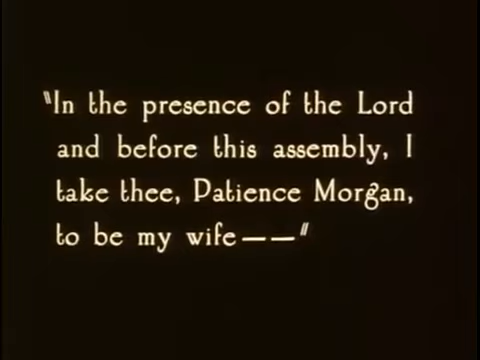 "In the presence of the Lord
and before this assembly, I
take thee, Patience Morgan,
to be my wife——"